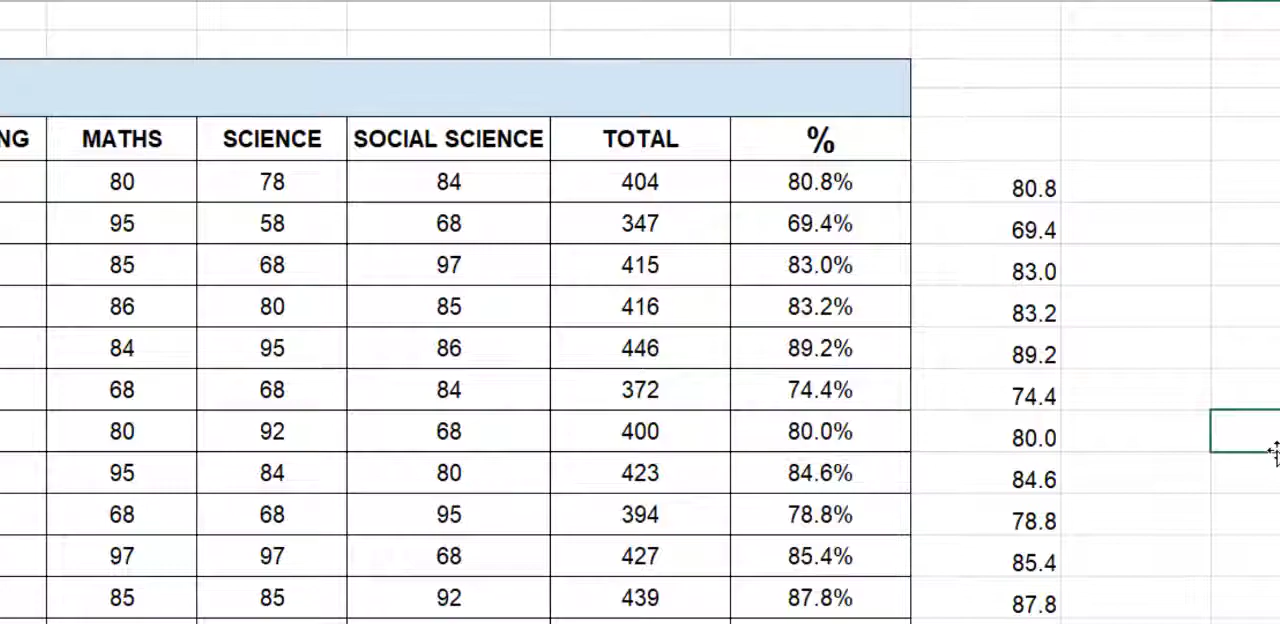 NG MATHS SCIENCE SOCIAL SCIENCE TOTAL %
80 78 84 404 80.8% 80.8
95 58 68 347 69.4% 69.4
85 68 97 415 83.0% 83.0
86 80 85 416 83.2% 83.2
84 95 86 446 89.2% 89.2
68 68 84 372 74.4% 74.4
80 92 68 400 80.0% 80.0
95 84 80 423 84.6% 84.6
68 68 95 394 78.8% 78.8
97 97 68 427 85.4% 85.4
85 85 92 439 87.8% 87.8